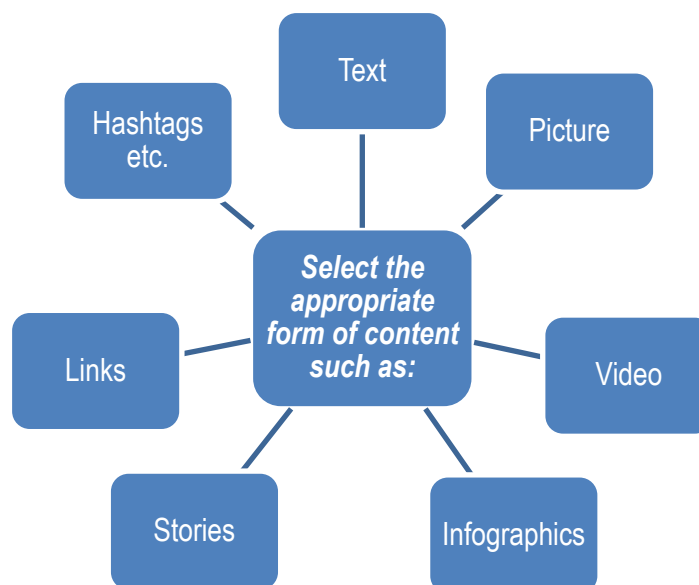 Text
Picture
Hashtags
etc.
Select the
appropriate
form of content
such as:
Links
Video
Stories
Infographics